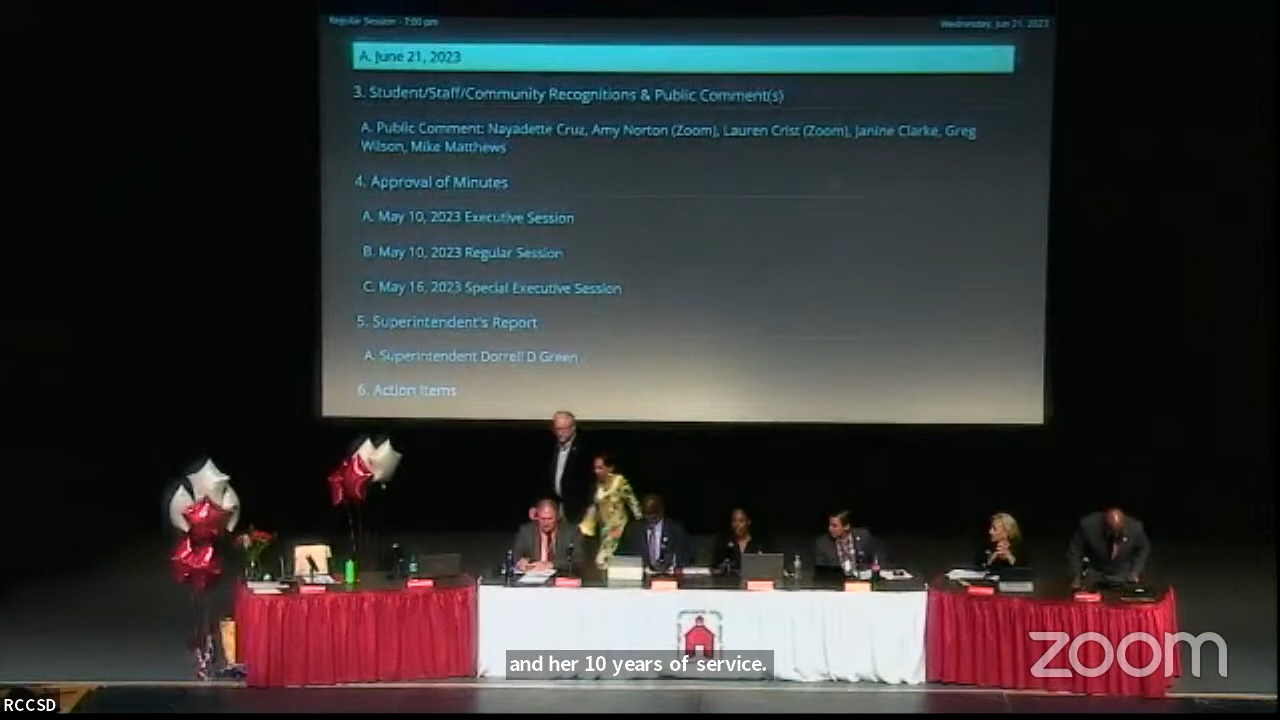 Regular Session - 7:00 pm
Wednesday, Jun 21, 2023
A. June 21, 2023
3. Student/Staff/Community Recognitions & Public Comment(s)
A. Public Comment: Nayadette Cruz, Amy Norton (Zoom), Lauren Crist (Zoom), Janine Clarke, Greg
Wilson, Mike Matthews
4. Approval of Minutes
A. May 10, 2023 Executive Session
B. May 10, 2023 Regular Session
C. May 16, 2023 Special Executive Session
5. Superintendent's Report
A. Superintendent Dorrell D Green
6. Action Items
and her 10 years of service.
zoom
RCCSD